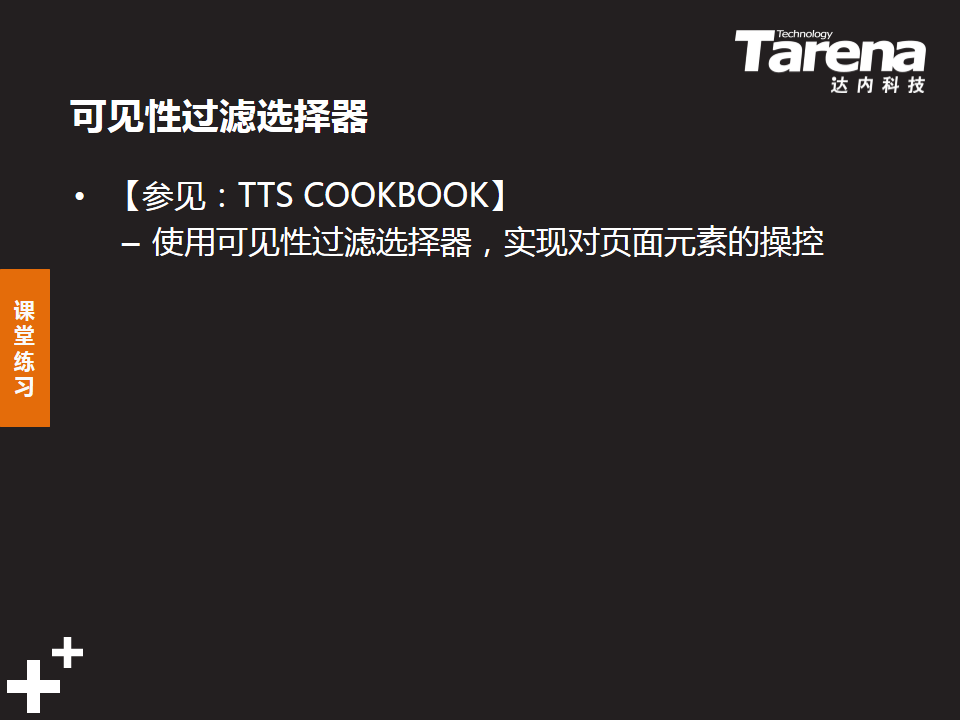 Technology
Tarena
达内科技
可见性过滤选择器
• 【参见：TTS COOKBOOK】
– 使用可见性过滤选择器，实现对页面元素的操控
课
堂
练
习